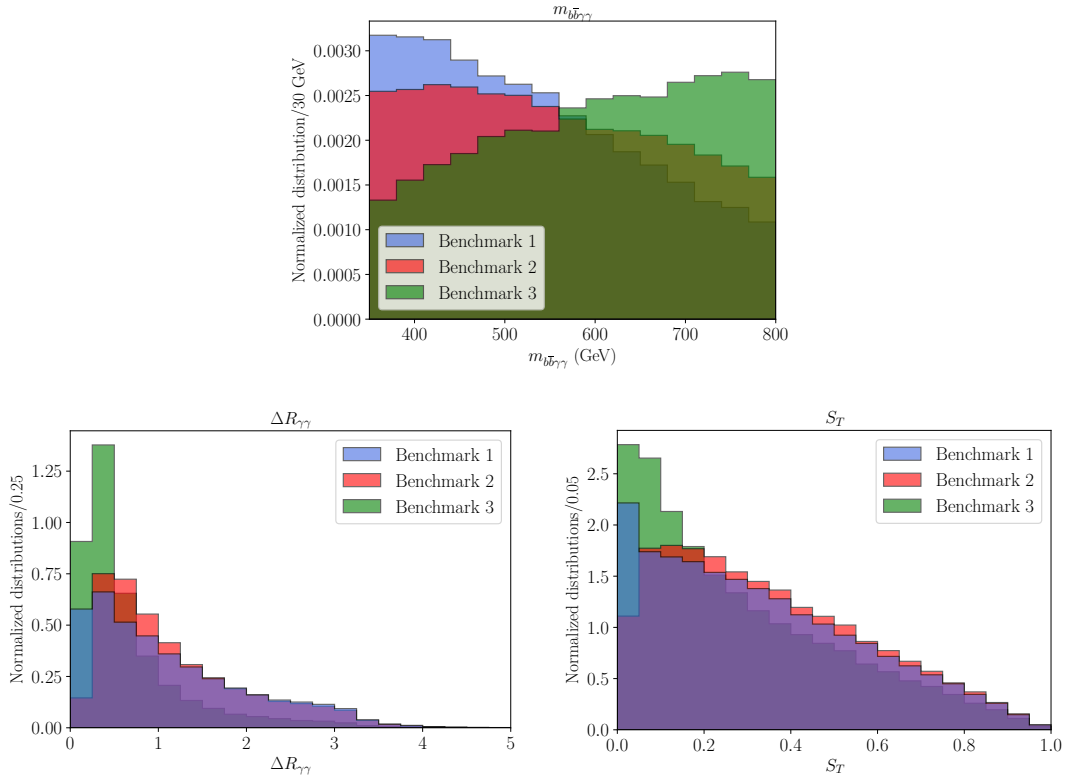 $m_{b\bar{b}\gamma\gamma}$
Normalized distribution/30 GeV
0.0030
0.0025
0.0020
0.0015
0.0010
0.0005
0.0000
Benchmark 1
Benchmark 2
Benchmark 3
400 500 600 700 800
$m_{b\bar{b}\gamma\gamma}$ (GeV)
$\Delta R_{\gamma\gamma}$
Normalized distributions/0.25
1.25
1.00
0.75
0.50
0.25
0.00
Benchmark 1
Benchmark 2
Benchmark 3
0 1 2 3 4 5
$\Delta R_{\gamma\gamma}$
$S_T$
Normalized distributions/0.05
2.5
2.0
1.5
1.0
0.5
0.0
Benchmark 1
Benchmark 2
Benchmark 3
0.0 0.2 0.4 0.6 0.8 1.0
$S_T$